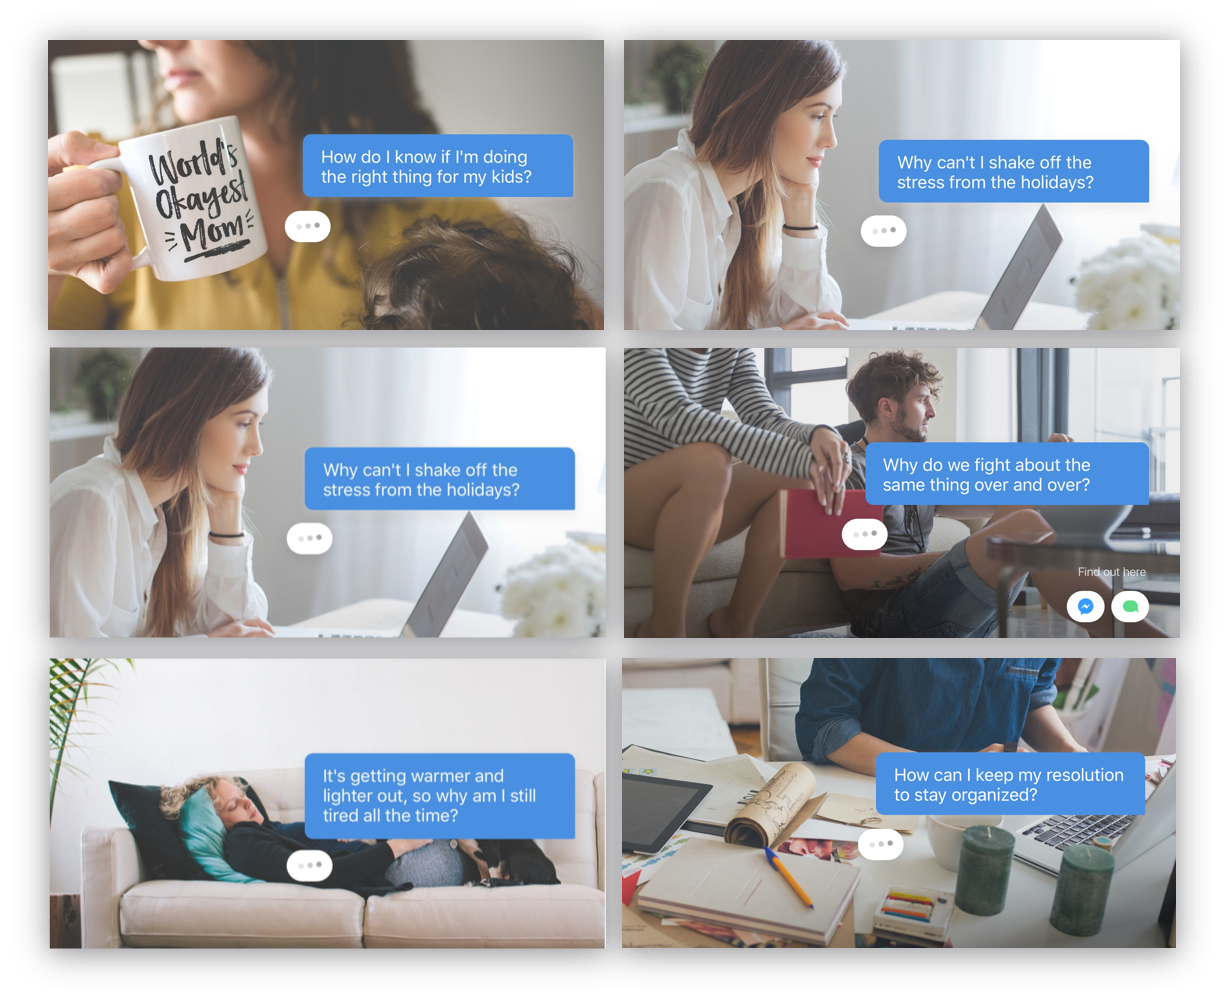 World's
Okayest
Mom
How do I know if I'm doing
the right thing for my kids?
Why can't I shake off the
stress from the holidays?
Why can't I shake off the
stress from the holidays?
Why do we fight about the
same thing over and over?
Find out here
It's getting warmer and
lighter out, so why am I still
tired all the time?
How can I keep my resolution
to stay organized?